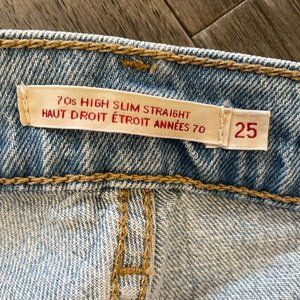 70s HIGH SLIM STRAIGHT
HAUT DROIT ÉTROIT ANNÉES 70
25